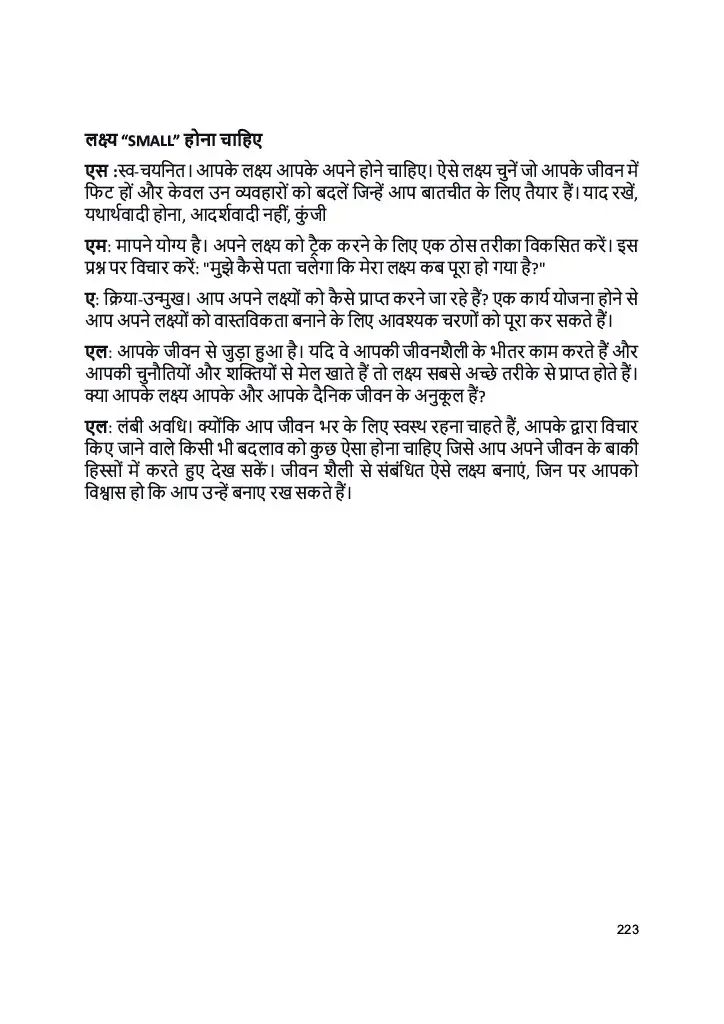 लक्ष्य “SMALL” होना चाहिए
एस :स्व-चयनित। आपके लक्ष्य आपके अपने होने चाहिए। ऐसे लक्ष्य चुनें जो आपके जीवन में
फिट हों और केवल उन व्यवहारों को बदलें जिन्हें आप बातचीत के लिए तैयार हैं। याद रखें,
यथार्थवादी होना, आदर्शवादी नहीं, कुंजी
एम: मापने योग्य है। अपने लक्ष्य को ट्रैक करने के लिए एक ठोस तरीका विकसित करें। इस
प्रश्न पर विचार करें: "मुझे कैसे पता चलेगा कि मेरा लक्ष्य कब पूरा हो गया है?"
ए: क्रिया-उन्मुख। आप अपने लक्ष्यों को कैसे प्राप्त करने जा रहे हैं? एक कार्य योजना होने से
आप अपने लक्ष्यों को वास्तविकता बनाने के लिए आवश्यक चरणों को पूरा कर सकते हैं।
एल: आपके जीवन से जुड़ा हुआ है। यदि वे आपकी जीवनशैली के भीतर काम करते हैं और
आपकी चुनौतियों और शक्तियों से मेल खाते हैं तो लक्ष्य सबसे अच्छे तरीके से प्राप्त होते हैं।
क्या आपके लक्ष्य आपके और आपके दैनिक जीवन के अनुकूल हैं?
एल: लंबी अवधि। क्योंकि आप जीवन भर के लिए स्वस्थ रहना चाहते हैं, आपके द्वारा विचार
किए जाने वाले किसी भी बदलाव को कुछ ऐसा होना चाहिए जिसे आप अपने जीवन के बाकी
हिस्सों में करते हुए देख सकें। जीवन शैली से संबंधित ऐसे लक्ष्य बनाएं, जिन पर आपको
विश्वास हो कि आप उन्हें बनाए रख सकते हैं।
223